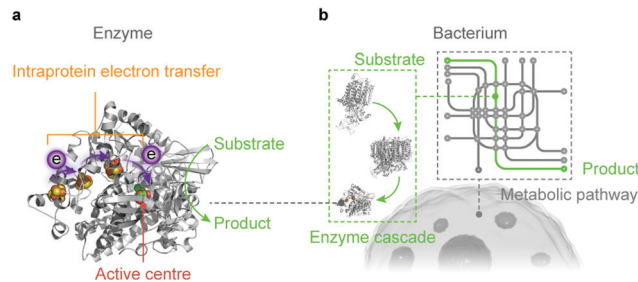 a
Enzyme
Intraprotein electron transfer
e
e
Substrate
Product
Active centre
b
Bacterium
Substrate
Product
Metabolic pathway
Enzyme cascade